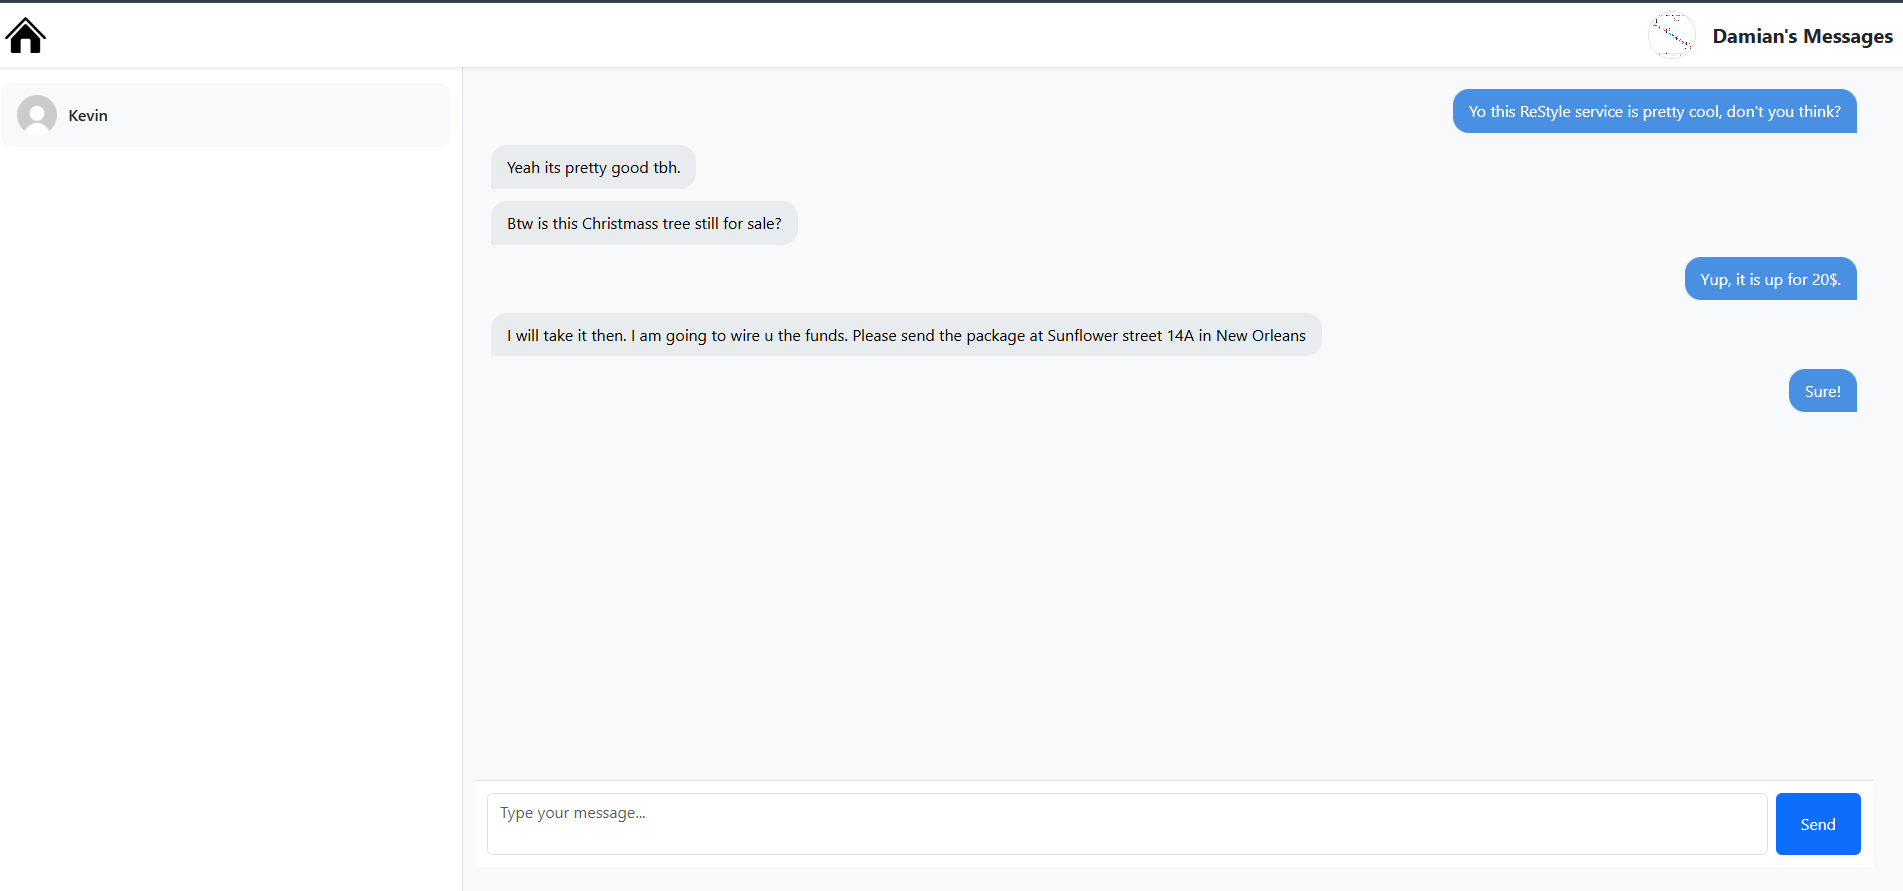 Damian's Messages
Kevin
Yo this ReStyle service is pretty cool, don't you think?
Yeah its pretty good tbh.
Btw is this Christmass tree still for sale?
Yup, it is up for 20$.
I will take it then. I am going to wire u the funds. Please send the package at Sunflower street 14A in New Orleans
Sure!
Type your message...
Send